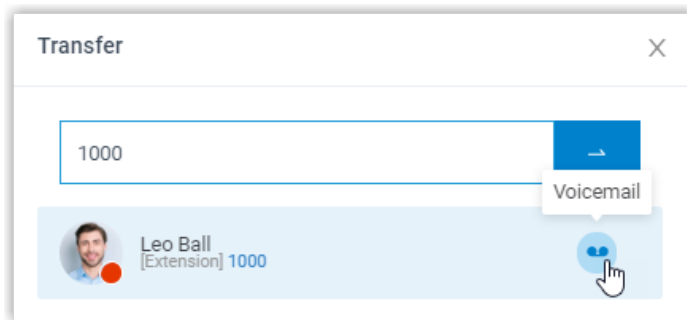 Transfer
1000
Voicemail
Leo Ball
[Extension] 1000